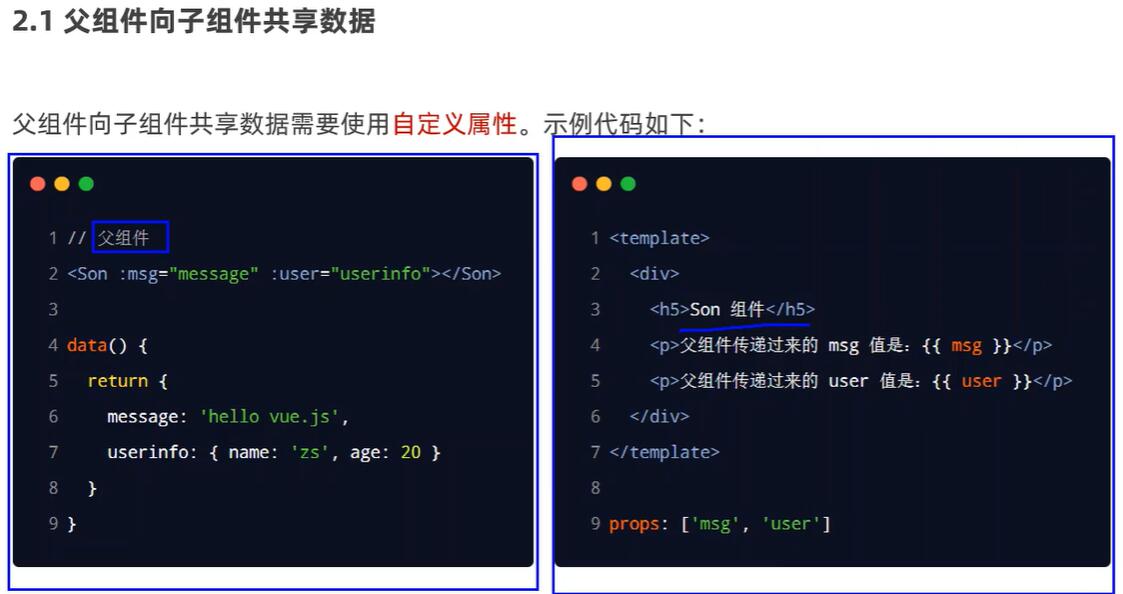 2.1 父组件向子组件共享数据
父组件向子组件共享数据需要使用自定义属性。示例代码如下：
1 // 父组件
2 <Son :msg="message" :user="userinfo"></Son>
3
4 data() {
5   return {
6     message: 'hello vue.js',
7     userinfo: { name: 'zs', age: 20 }
8   }
9 }
1 <template>
2   <div>
3     <h5>Son 组件</h5>
4     <p>父组件传递过来的 msg 值是：{{ msg }}</p>
5     <p>父组件传递过来的 user 值是：{{ user }}</p>
6   </div>
7 </template>
8
9 props: ['msg', 'user']